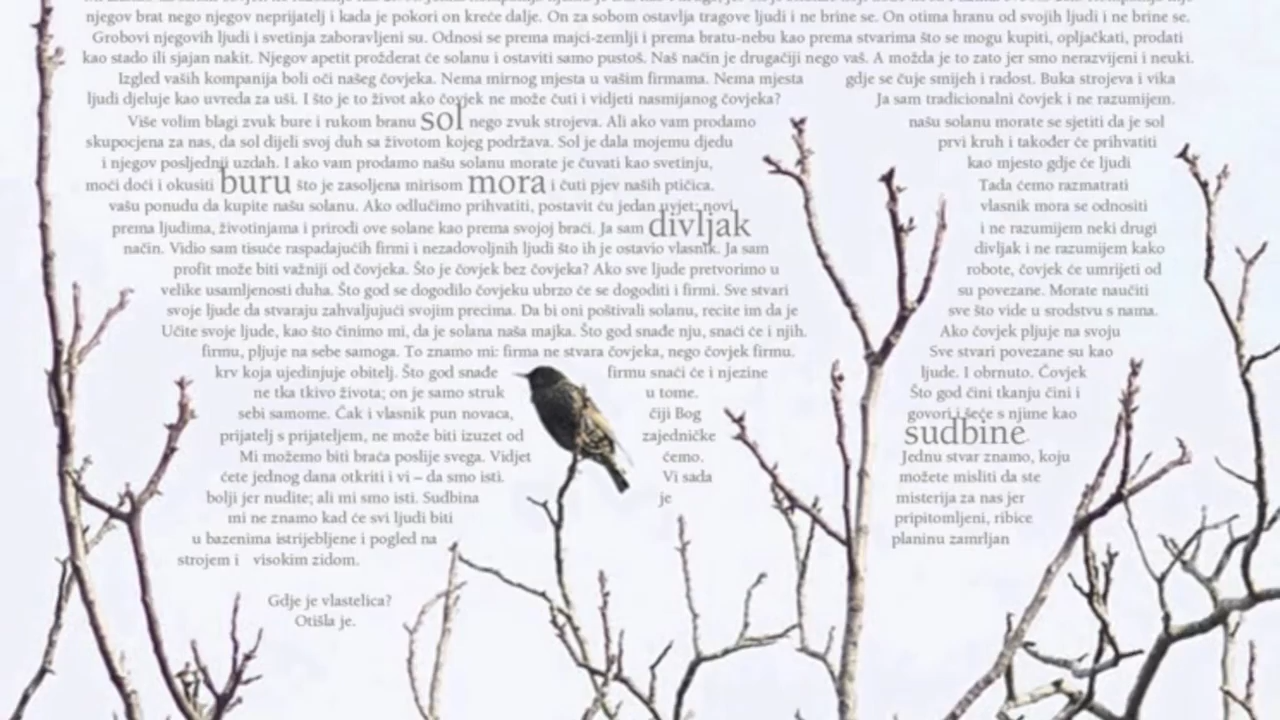 njegov brat nego njegov neprijatelj i kada je pokori on kreće dalje. On za sobom ostavlja tragove ljudi i ne brine se. On otima hranu od svojih ljudi i ne brine se.
Grobovi njegovih ljudi i svetinja zaboravljeni su. Odnosi se prema majci-zemlji i prema bratu-nebu kao prema stvarima što se mogu kupiti, opljačkati, prodati
kao stado ili sjajan nakit. Njegov apetit prožderat će solanu i ostaviti samo pustoš. Naš način je drugačiji nego vaš. A možda je to zato jer smo nerazvijeni i neuki.
Izgled vaših kompanija boli oči našeg čovjeka. Nema mirnog mjesta u vašim firmama. Nema mjesta gdje se čuje smijeh i radost. Buka strojeva i vika
ljudi djeluje kao uvreda za uši. I što je to život ako čovjek ne može čuti i vidjeti nasmijanog čovjeka? Ja sam tradicionalni čovjek i ne razumijem.
Više volim blagi zvuk bure i rukom branu sol nego zvuk strojeva. Ali ako vam prodamo našu solanu morate se sjetiti da je sol
skupocjena za nas, da sol dijeli svoj duh sa životom kojeg podržava. Sol je dala mojemu djedu prvi kruh i također će prihvatiti
i njegov posljednji uzdah. I ako vam prodamo našu solanu morate je čuvati kao svetinju, kao mjesto gdje će ljudi
moći doći i okusiti buru što je zasoljena mirisom mora i čuti pjev naših ptičica. Tada ćemo razmatrati
vašu ponudu da kupite našu solanu. Ako odlučimo prihvatiti, postavit ću jedan uvjet: novi vlasnik mora se odnositi
prema ljudima, životinjama i prirodi ove solane kao prema svojoj braći. Ja sam divljak i ne razumijem neki drugi
način. Vidio sam tisuće raspadajučih firmi i nezadovoljnih ljudi što ih je ostavio vlasnik. Ja sam divljak i ne razumijem kako
profit može biti važniji od čovjeka. Što je čovjek bez čovjeka? Ako sve ljude pretvorimo u robote, čovjek će umrijeti od
velike usamljenosti duha. Što god se dogodilo čovjeku ubrzo će se dogoditi i firmi. Sve stvari su povezane. Morate naučiti
svoje ljude da stvaraju zahvaljujući svojim precima. Da bi oni poštivali solanu, recite im da je sve što vide u srodstvu s nama.
Učite svoje ljude, kao što činimo mi, da je solana naša majka. Što god snađe nju, snaći će i njih. Ako čovjek pljuje na svoju
firmu, pljuje na sebe samoga. To znamo mi: firma ne stvara čovjeka, nego čovjek firmu. Sve stvari povezane su kao
krv koja ujedinjuje obitelj. Što god snađe firmu snaći će i njezine ljude. I obrnuto. Čovjek
ne tka tkivo života; on je samo struk u tome. Što god čini tkanju čini i
sebi samome. Čak i vlasnik pun novaca, čiji Bog govori i šeće s njime kao
prijatelj s prijateljem, ne može biti izuzet od zajedničke sudbine.
Mi možemo biti braća poslije svega. Vidjet ćemo. Jednu stvar znamo, koju
ćete jednog dana otkriti i vi – da smo isti. Vi sada možete misliti da ste
bolji jer nudite; ali mi smo isti. Sudbina je misterija za nas jer
mi ne znamo kad će svi ljudi biti pripitomljeni, ribice
u bazenima istrijebljene i pogled na planinu zamrljan
strojem i visokim zidom.
Gdje je vlastelica?
Otišla je.